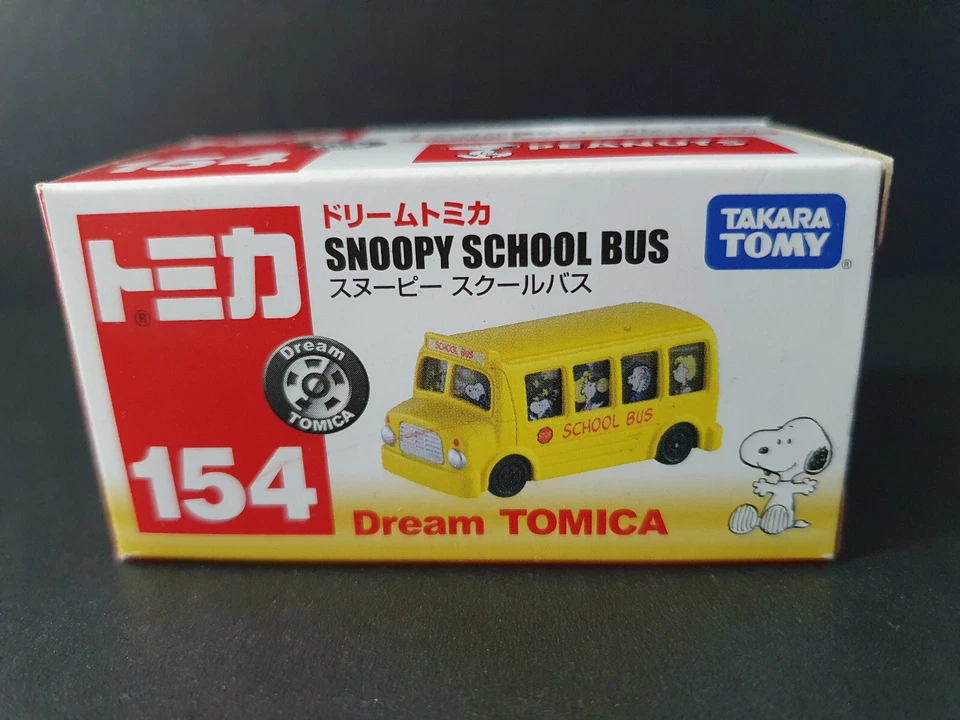 154
PEANUTS
トミカ
®
ドリームトミカ
SNOOPY SCHOOL BUS
スヌーピー スクールバス
TAKARA
TOMY
®
Dream
TOMICA
SCHOOL BUS
SCHOOL BUS
154
Dream TOMICA